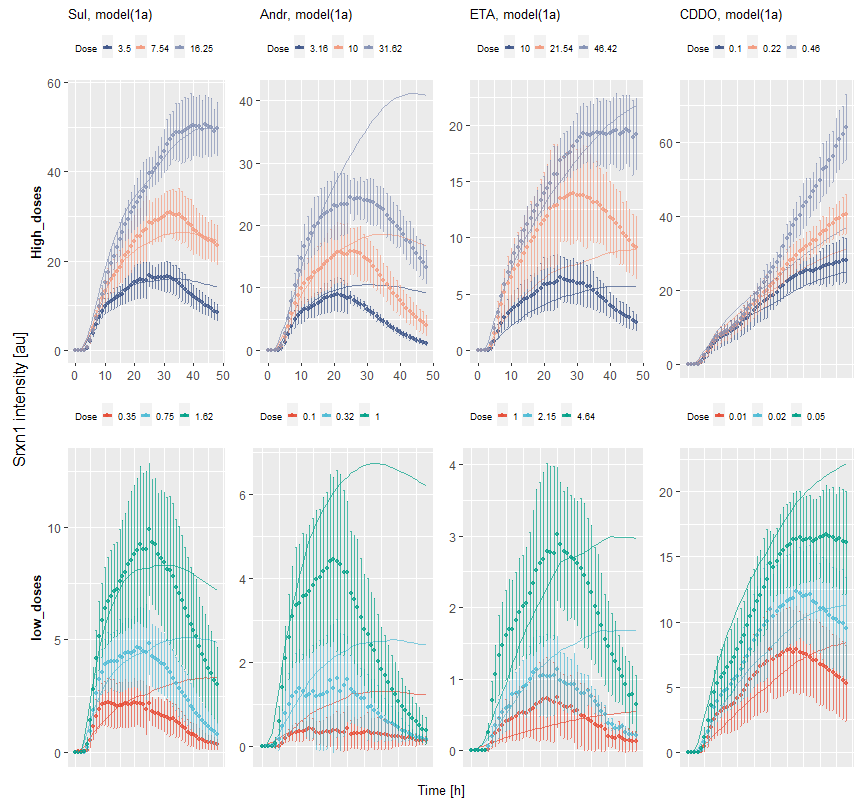 Sul, model(1a) Andr, model(1a) ETA, model(1a) CDDO, model(1a)
Dose 3.5 7.54 16.25 Dose 3.16 10 31.62 Dose 10 21.54 46.42 Dose 0.1 0.22 0.46
60 40 20 0
40 30 20 10 0
20 15 10 5 0
60 40 20 0
High_doses
0 10 20 30 40 50 0 10 20 30 40 50 0 10 20 30 40 50
Srxn1 intensity [au]
Dose 0.35 0.75 1.62 Dose 0.1 0.32 1 Dose 1 2.15 4.64 Dose 0.01 0.02 0.05
10 5 0
6 4 2 0
4 3 2 1 0
20 15 10 5 0
low_doses
Time [h]